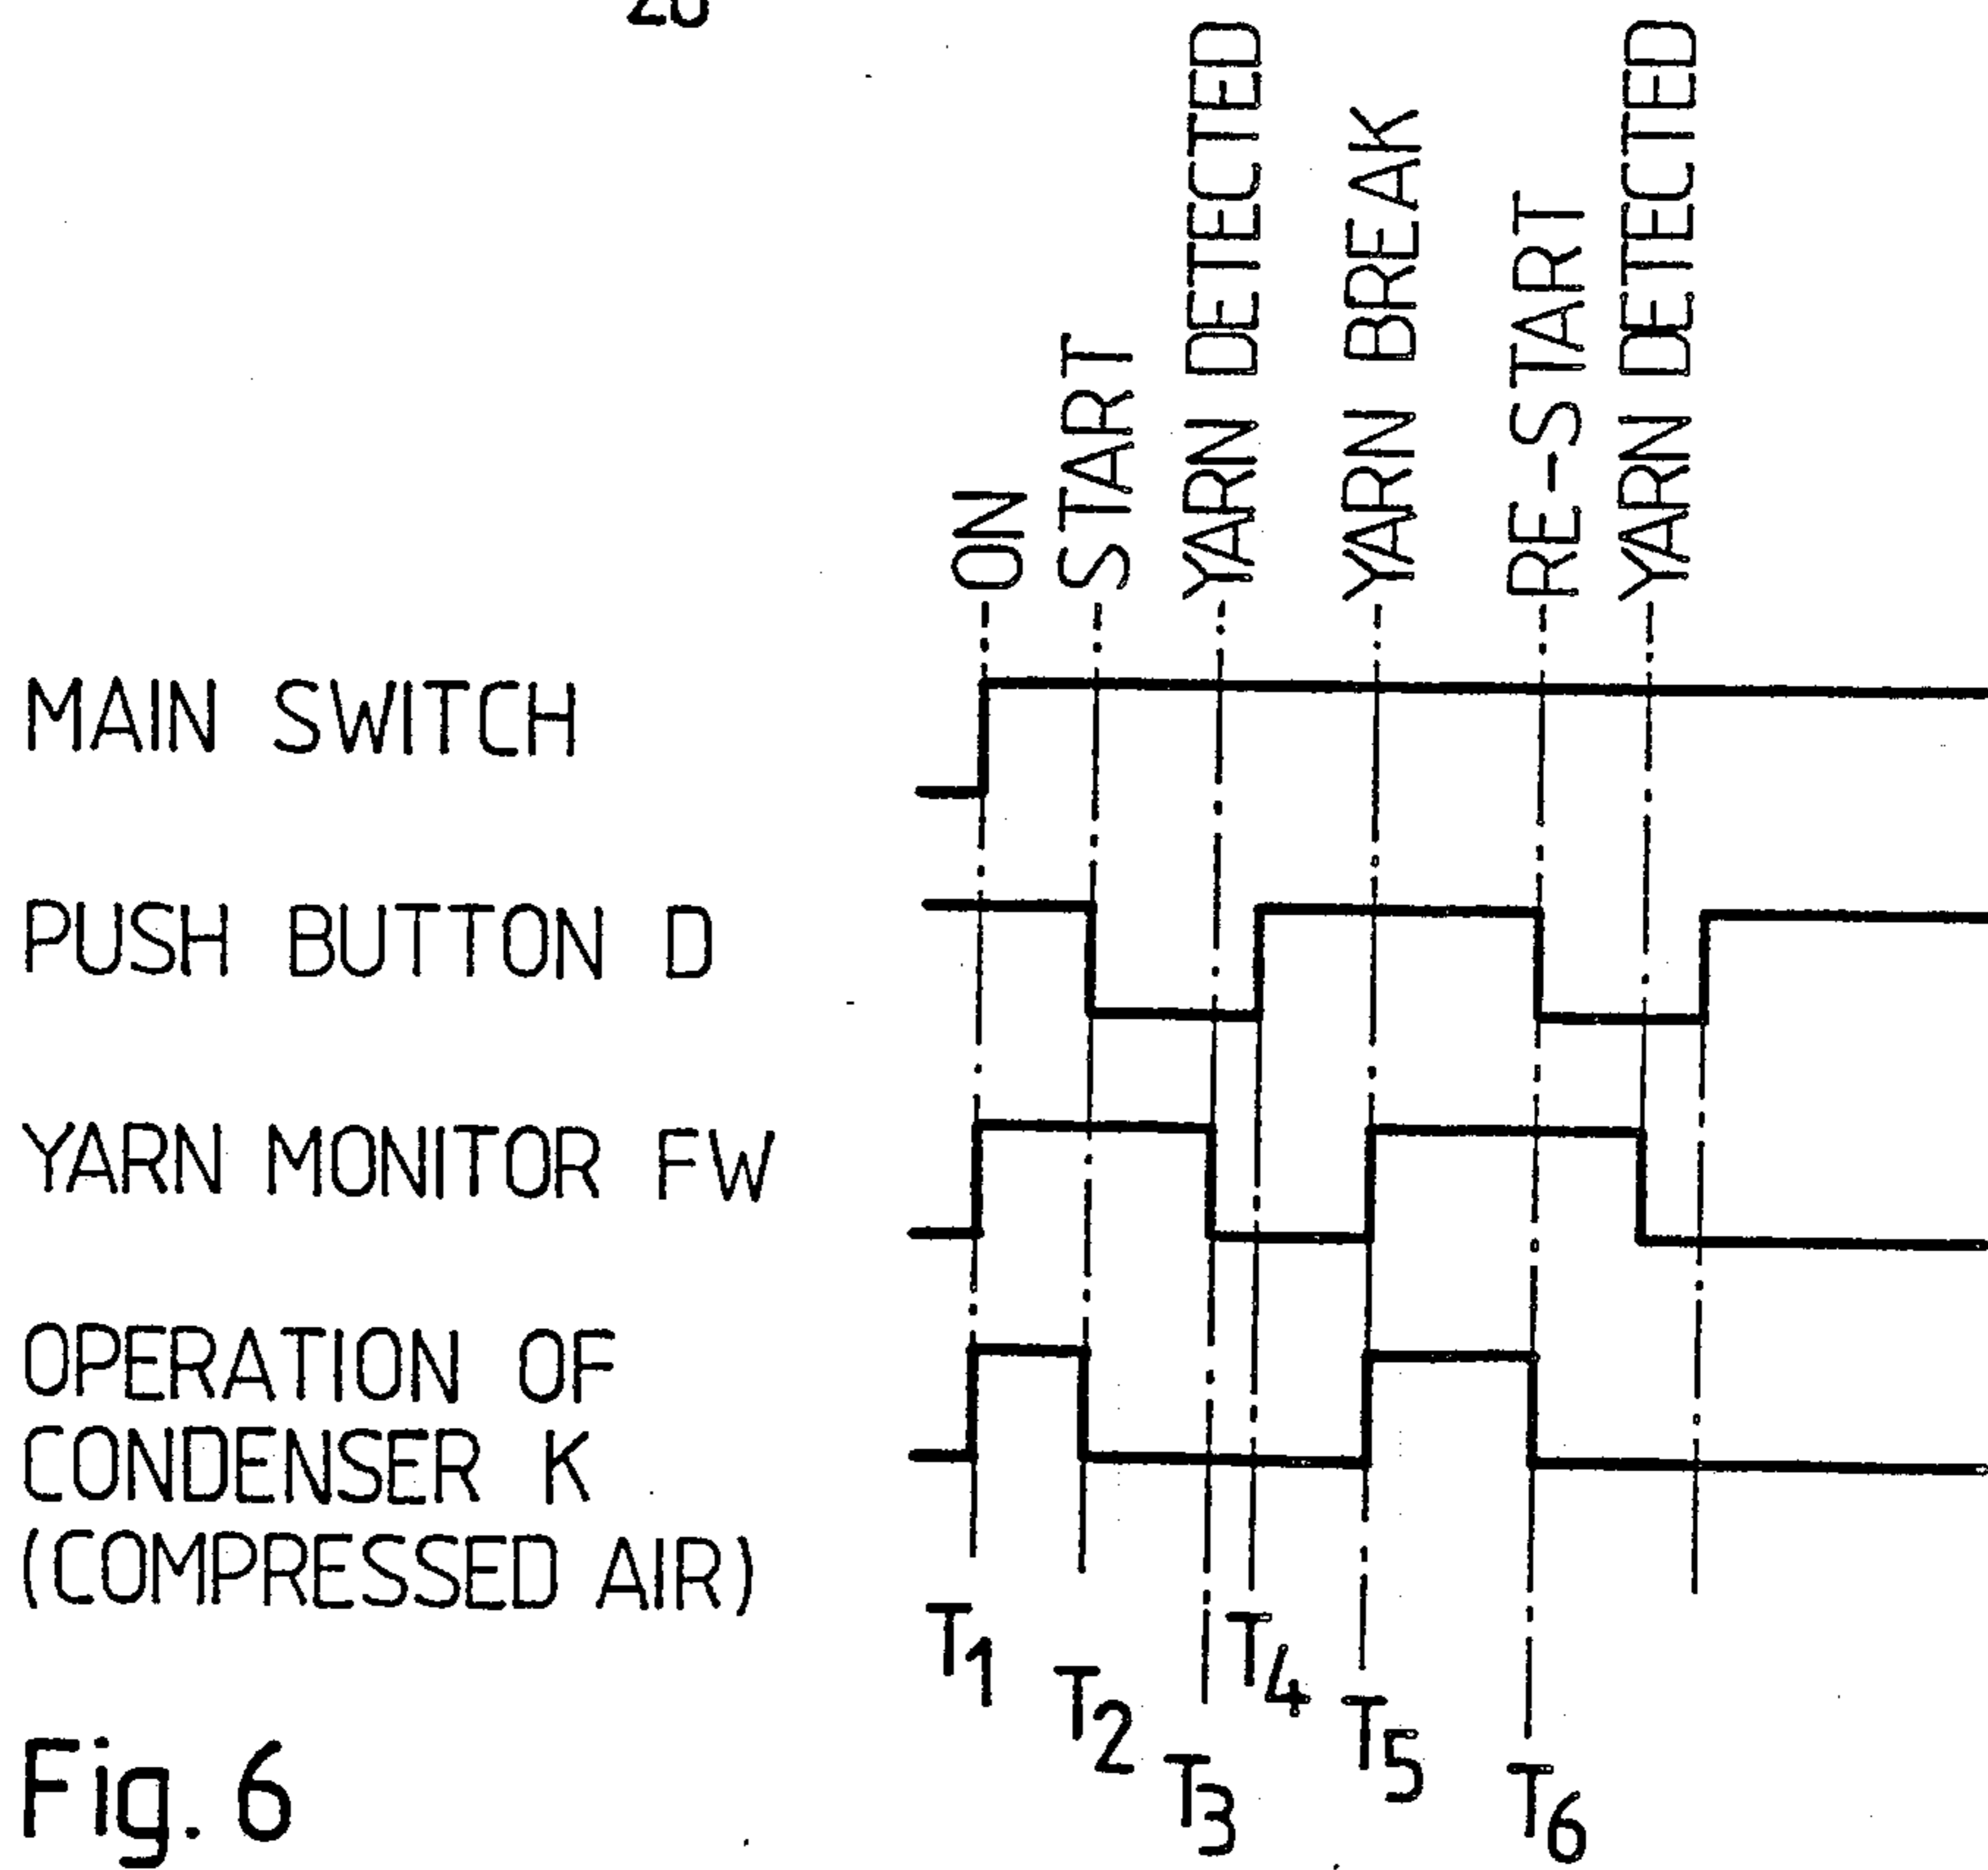 ON
START
YARN DETECTED
YARN BREAK
RE-START
YARN DETECTED
MAIN SWITCH
PUSH BUTTON D
YARN MONITOR FW
OPERATION OF
CONDENSER K
(COMPRESSED AIR)
T1
T2
T3
T4
T5
T6
Fig. 6